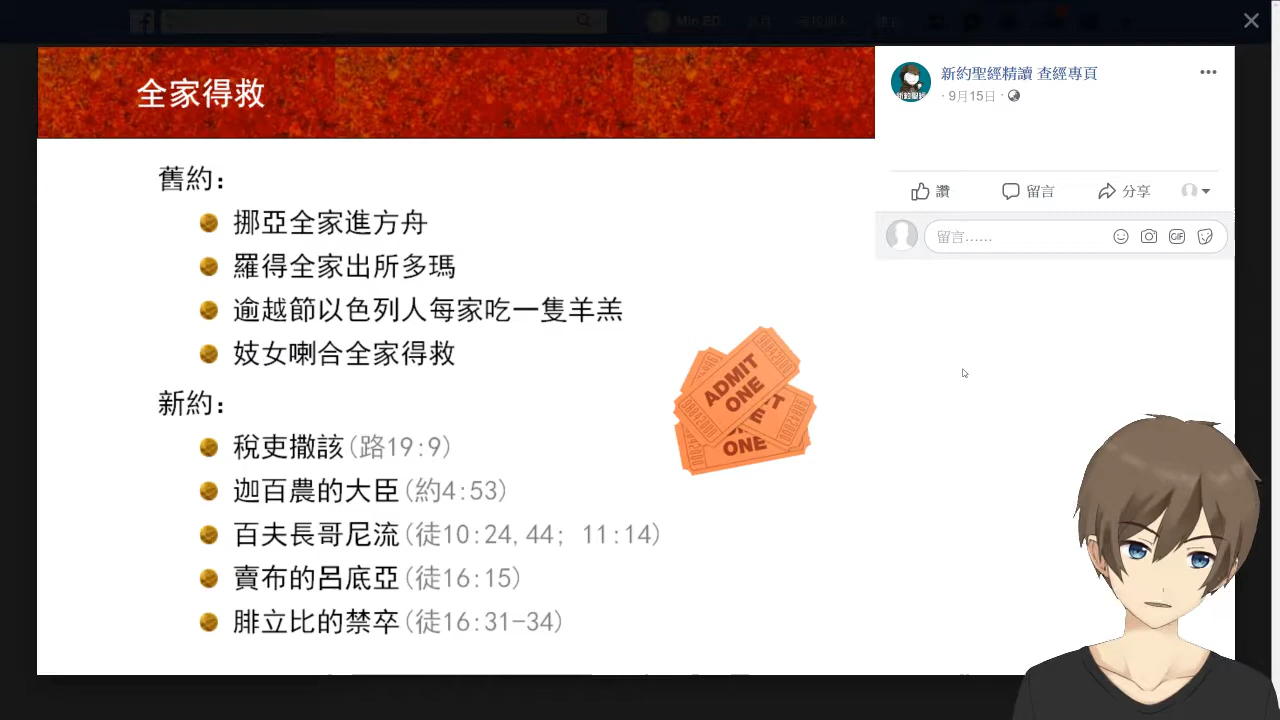 Min ED
全家得救
新約聖經精讀 查經專頁
· 9月15日 ·
舊約：
挪亞全家進方舟
羅得全家出所多瑪
逾越節以色列人每家吃一隻羊羔
妓女喇合全家得救
新約：
稅吏撒該(路19:9)
迦百農的大臣(約4:53)
百夫長哥尼流(徒10:24,44; 11:14)
賣布的呂底亞(徒16:15)
腓立比的禁卒(徒16:31-34)
ADMIT
ONE
ONE
讚
留言
分享
留言......
GIF